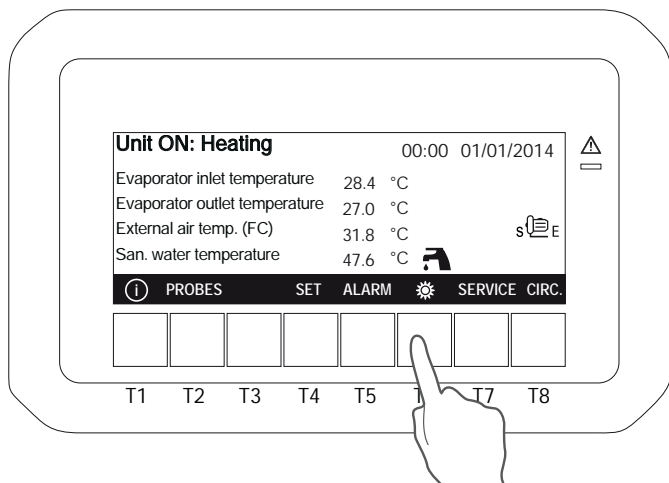 Unit ON: Heating 00:00 01/01/2014
Evaporator inlet temperature 28.4 °C
Evaporator outlet temperature 27.0 °C
External air temp. (FC) 31.8 °C
S E
San. water temperature 47.6 °C
i PROBES SET ALARM SERVICE CIRC.
T1 T2 T3 T4 T5 T7 T8